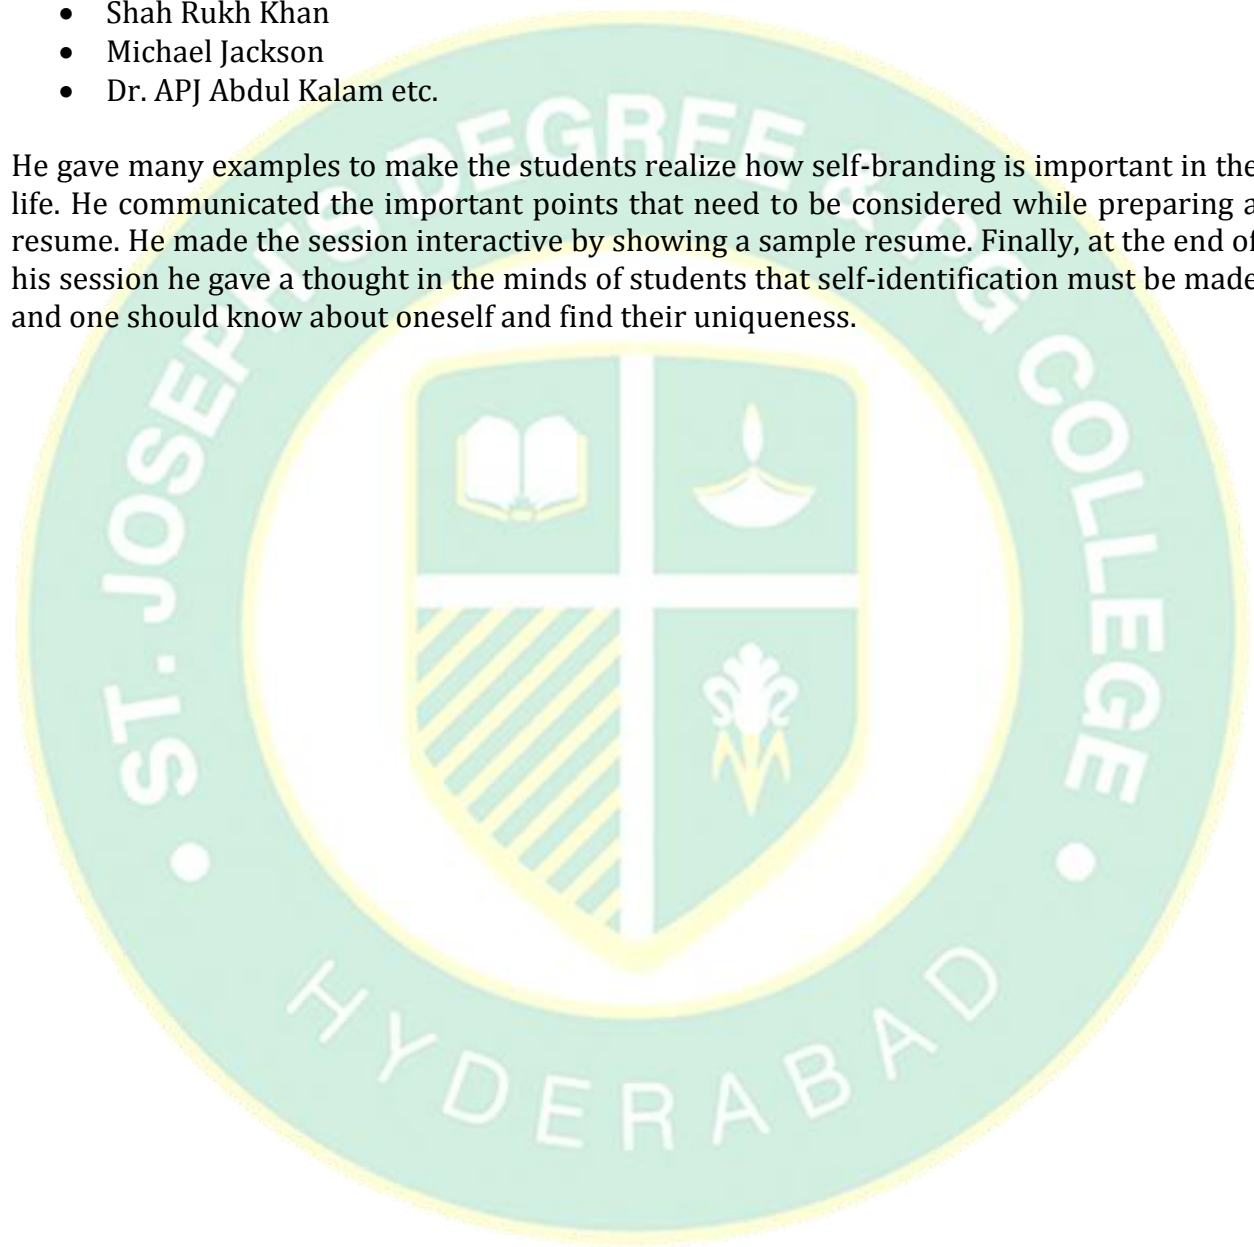 • Shah Rukh Khan
• Michael Jackson
• Dr. APJ Abdul Kalam etc.
He gave many examples to make the students realize how self-branding is important in the
life. He communicated the important points that need to be considered while preparing a
resume. He made the session interactive by showing a sample resume. Finally, at the end of
his session he gave a thought in the minds of students that self-identification must be made
and one should know about oneself and find their uniqueness.
ST. JOSEPH'S DEGREE & PG COLLEGE
• HYDERABAD •